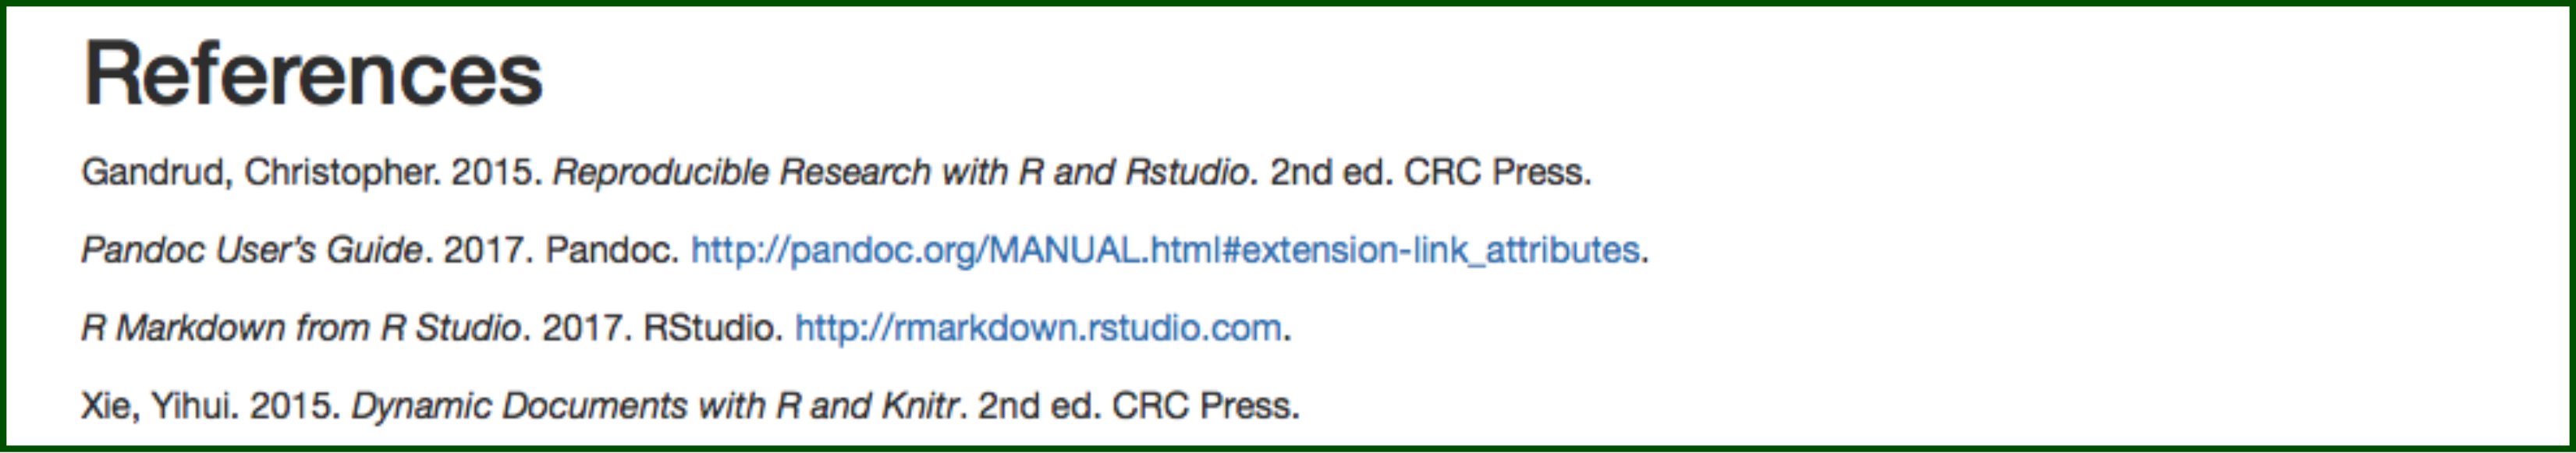 References
Gandrud, Christopher. 2015. Reproducible Research with R and Rstudio. 2nd ed. CRC Press.
Pandoc User’s Guide. 2017. Pandoc. http://pandoc.org/MANUAL.html#extension-link_attributes.
R Markdown from R Studio. 2017. RStudio. http://rmarkdown.rstudio.com.
Xie, Yihui. 2015. Dynamic Documents with R and Knitr. 2nd ed. CRC Press.